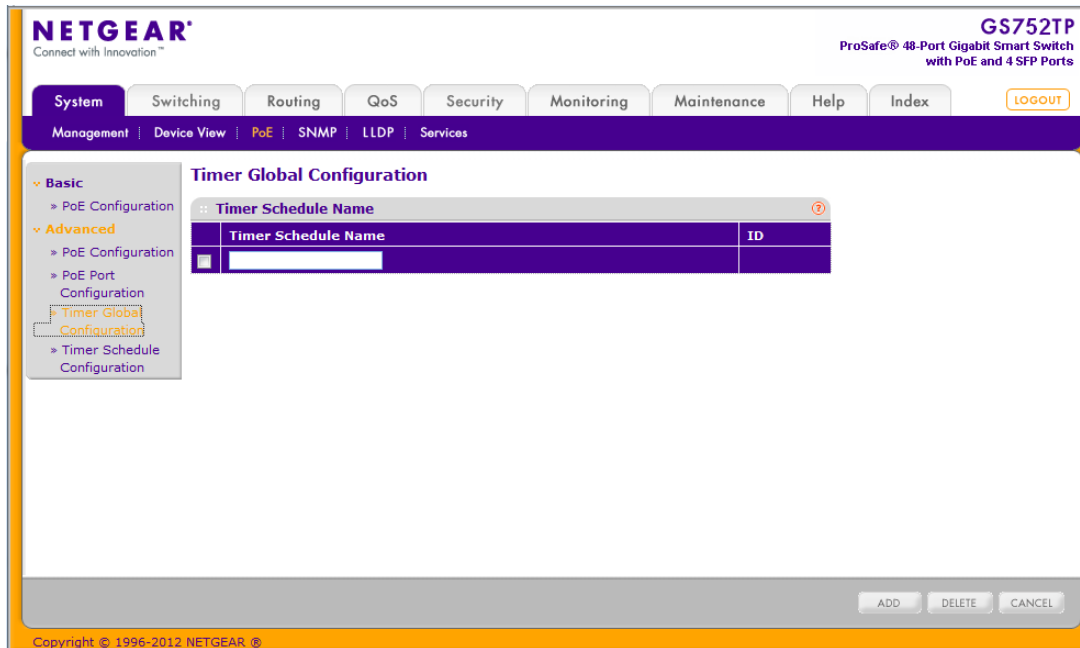 NETGEAR®
Connect with Innovation™
GS752TP
ProSafe® 48-Port Gigabit Smart Switch
with PoE and 4 SFP Ports
System Switching Routing QoS Security Monitoring Maintenance Help Index LOGOUT
Management Device View PoE SNMP LLDP Services
Basic
» PoE Configuration
Advanced
» PoE Configuration
» PoE Port
Configuration
» Timer Global
Configuration
» Timer Schedule
Configuration
Timer Global Configuration
Timer Schedule Name ?
Timer Schedule Name ID
ADD DELETE CANCEL
Copyright © 1996-2012 NETGEAR ®